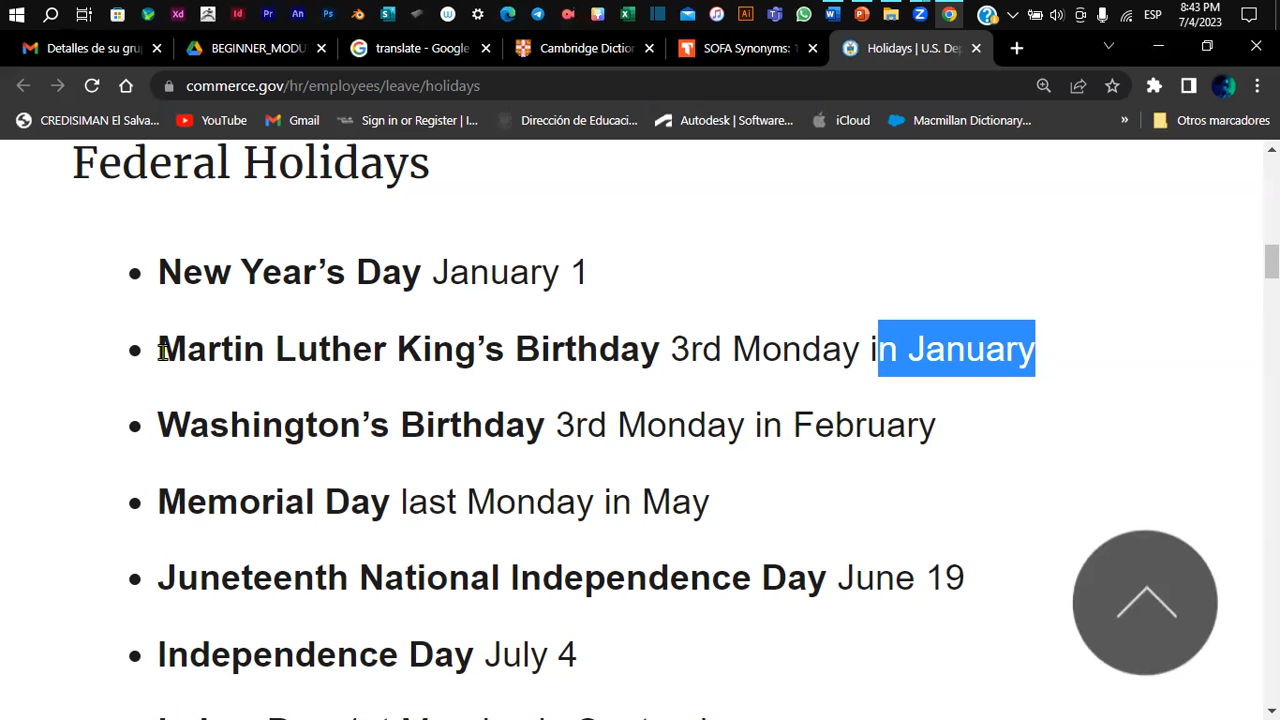 8:43 PM
ESP
7/4/2023
Detalles de su gru
BEGINNER_MODU
translate - Google
Cambridge Dictio
SOFA Synonyms: 1
Holidays | U.S. Dep
commerce.gov/hr/employees/leave/holidays
CREDISIMAN El Salva...
YouTube
Gmail
Sign in or Register | I...
Dirección de Educaci...
Autodesk | Software...
iCloud
Macmillan Dictionary...
»
Otros marcadores
Federal Holidays
• New Year’s Day January 1
• Martin Luther King’s Birthday 3rd Monday in January
• Washington’s Birthday 3rd Monday in February
• Memorial Day last Monday in May
• Juneteenth National Independence Day June 19
• Independence Day July 4